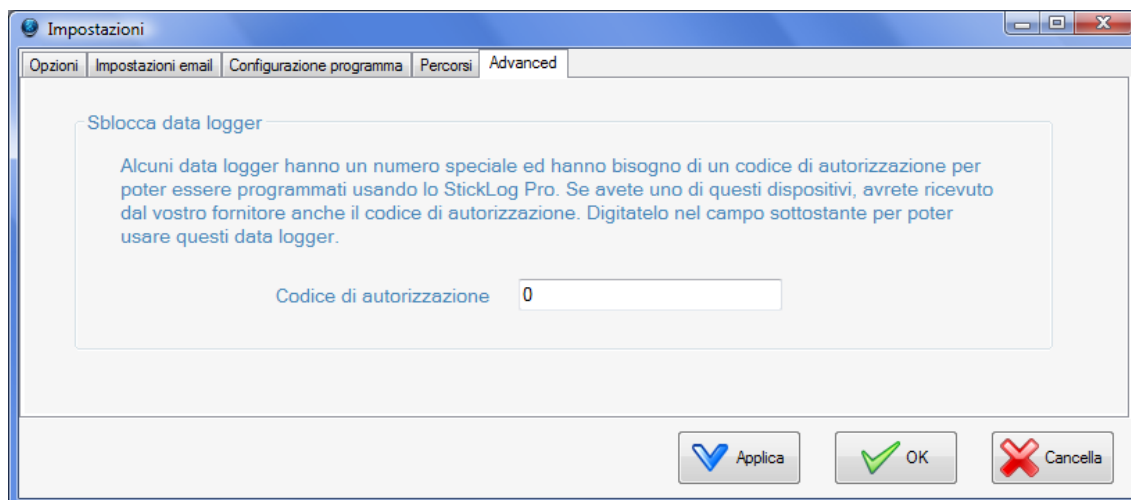 Impostazioni
Opzioni Impostazioni email Configurazione programma Percorsi Advanced
Sblocca data logger
Alcuni data logger hanno un numero speciale ed hanno bisogno di un codice di autorizzazione per
poter essere programmati usando lo StickLog Pro. Se avete uno di questi dispositivi, avrete ricevuto
dal vostro fornitore anche il codice di autorizzazione. Digitatelo nel campo sottostante per poter
usare questi data logger.
Codice di autorizzazione 0
Applica OK Cancella